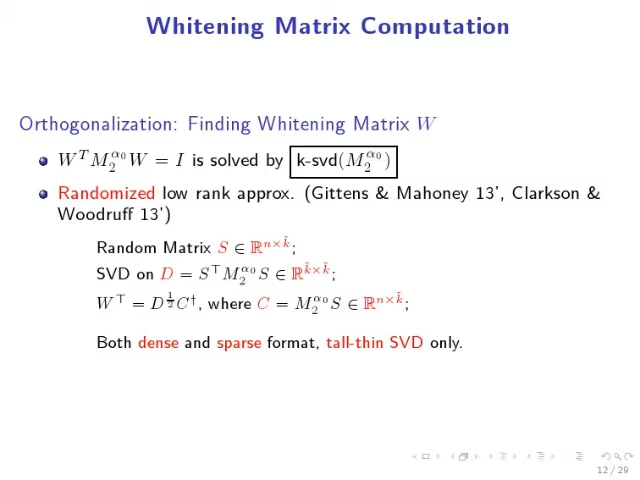 Whitening Matrix Computation
Orthogonalization: Finding Whitening Matrix W
W^T M_2^{α_0} W = I is solved by k-svd(M_2^{α_0})
Randomized low rank approx. (Gittens & Mahoney 13', Clarkson &
Woodruff 13')
Random Matrix S ∈ ℝ^{n×k̃};
SVD on D = S^⊤ M_2^{α_0} S ∈ ℝ^{k̃×k̃};
W^⊤ = D^{1/2} C^†, where C = M_2^{α_0} S ∈ ℝ^{n×k̃};
Both dense and sparse format, tall-thin SVD only.
12 / 29